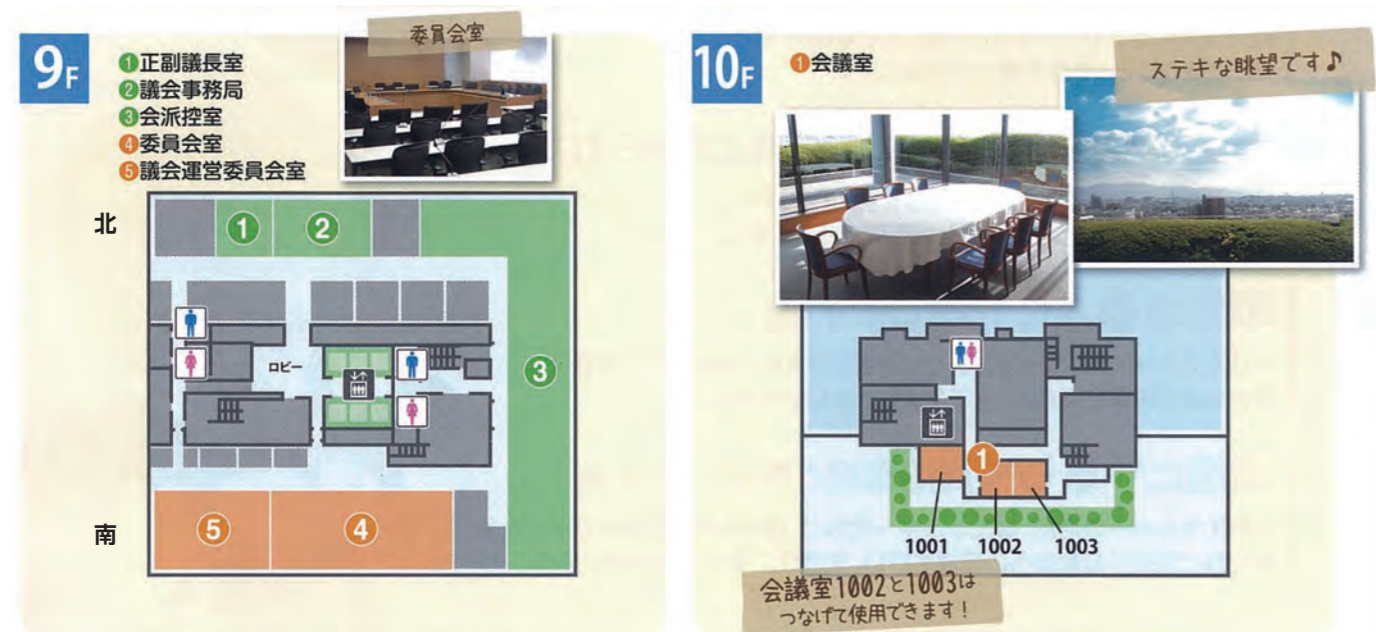 9F
❶正副議長室
❷議会事務局
❸会派控室
❹委員会室
❺議会運営委員会室
委員会室
北
1
2
ロビー
3
南
5
4
10F
❶会議室
ステキな眺望です♪
1
1001
1002
1003
会議室1002と1003は
つなげて使用できます!